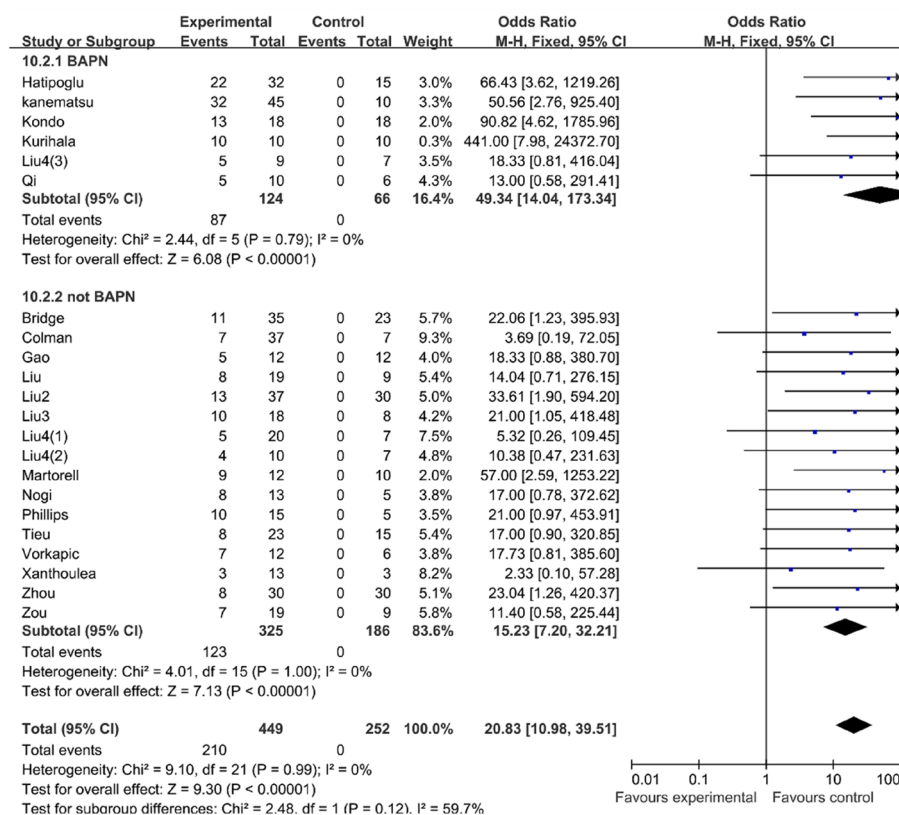 Experimental Control Odds Ratio Odds Ratio
Study or Subgroup Events Total Events Total Weight M-H, Fixed, 95% CI M-H, Fixed, 95% CI
10.2.1 BAPN
Hatipoglu 22 32 0 15 3.0% 66.43 [3.62, 1219.26]
kanematsu 32 45 0 10 3.3% 50.56 [2.76, 925.40]
Kondo 13 18 0 18 1.0% 90.82 [4.62, 1785.96]
Kurihala 10 10 0 10 0.3% 441.00 [7.98, 24372.70]
Liu4(3) 5 9 0 7 3.5% 18.33 [0.81, 416.04]
Qi 5 10 0 6 4.3% 13.00 [0.58, 291.41]
Subtotal (95% CI) 124 66 16.4% 49.34 [14.04, 173.34]
Total events 87 0
Heterogeneity: Chi² = 2.44, df = 5 (P = 0.79); I² = 0%
Test for overall effect: Z = 6.08 (P < 0.00001)
10.2.2 not BAPN
Bridge 11 35 0 23 5.7% 22.06 [1.23, 395.93]
Colman 7 37 0 7 9.3% 3.69 [0.19, 72.05]
Gao 5 12 0 12 4.0% 18.33 [0.88, 380.70]
Liu 8 19 0 9 5.4% 14.04 [0.71, 276.15]
Liu2 13 37 0 30 5.0% 33.61 [1.90, 594.20]
Liu3 10 18 0 8 4.2% 21.00 [1.05, 418.48]
Liu4(1) 5 20 0 7 7.5% 5.32 [0.26, 109.45]
Liu4(2) 4 10 0 7 4.8% 10.38 [0.47, 231.63]
Martorell 9 12 0 10 2.0% 57.00 [2.59, 1253.22]
Nogi 8 13 0 5 3.8% 17.00 [0.78, 372.62]
Phillips 10 15 0 5 3.5% 21.00 [0.97, 453.91]
Tieu 8 23 0 15 5.4% 17.00 [0.90, 320.85]
Vorkapic 7 12 0 6 3.8% 17.73 [0.81, 385.60]
Xanthoulea 3 13 0 3 8.2% 2.33 [0.10, 57.28]
Zhou 8 30 0 30 4.9% 23.04 [1.26, 420.37]
Zou 7 19 0 9 5.8% 11.40 [0.58, 225.44]
Subtotal (95% CI) 325 186 83.6% 15.23 [7.20, 32.21]
Total events 123 0
Heterogeneity: Chi² = 4.01, df = 15 (P = 1.00); I² = 0%
Test for overall effect: Z = 7.13 (P < 0.00001)
Total (95% CI) 449 252 100.0% 20.83 [10.98, 39.51]
Total events 210 0
Heterogeneity: Chi² = 9.10, df = 21 (P = 0.99); I² = 0%
Test for overall effect: Z = 9.30 (P < 0.00001)
Test for subgroup differences: Chi² = 2.48, df = 1 (P = 0.12), I² = 59.7%
0.01 0.1 1 10 100
Favours experimental Favours control